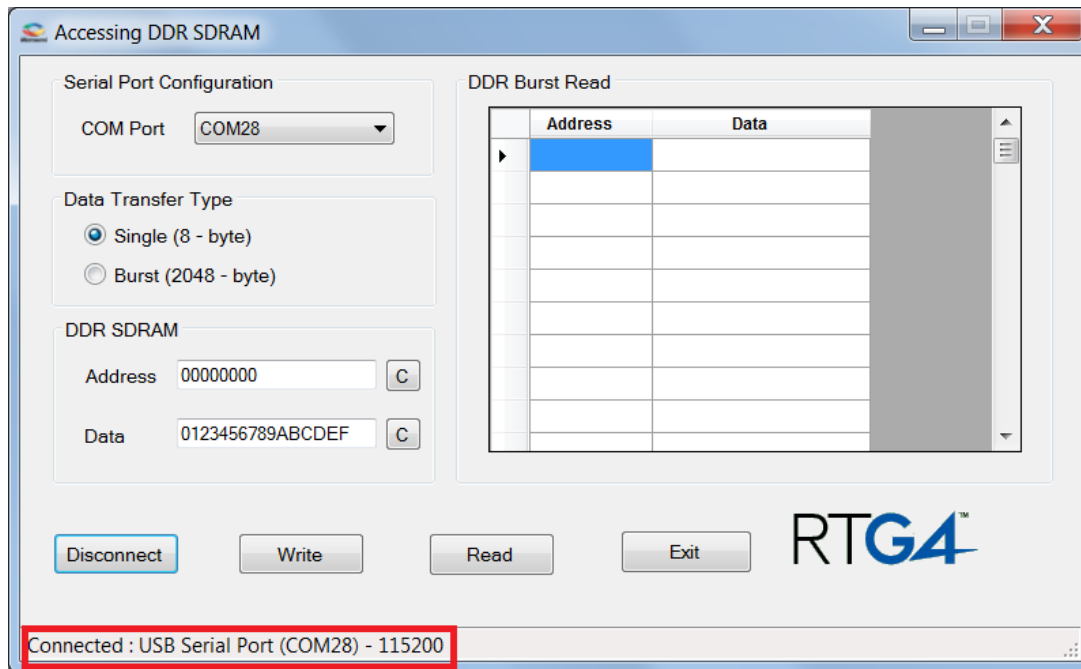 Accessing DDR SDRAM
Serial Port Configuration
COM Port COM28
Data Transfer Type
Single (8 - byte)
Burst (2048 - byte)
DDR SDRAM
Address 00000000 C
Data 0123456789ABCDEF C
DDR Burst Read
Address Data
Disconnect Write Read Exit
RTG4™
Connected : USB Serial Port (COM28) - 115200